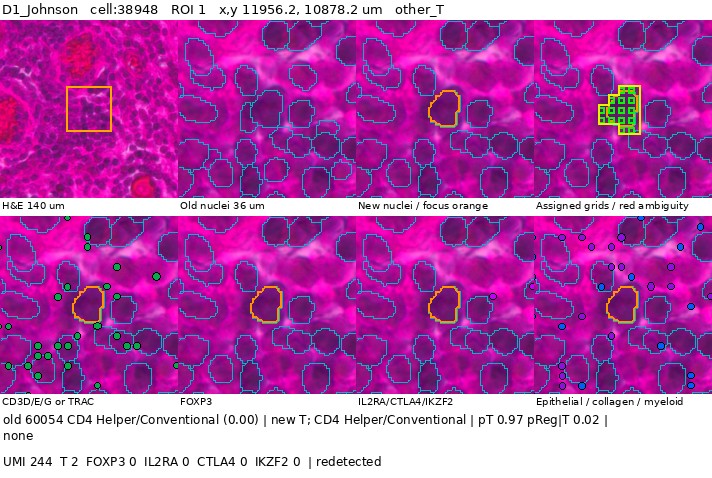 D1_Johnson   cell:38948   ROI 1   x,y 11956.2, 10878.2 um   other_T
H&E 140 um
Old nuclei 36 um
New nuclei / focus orange
Assigned grids / red ambiguity
CD3D/E/G or TRAC
FOXP3
IL2RA/CTLA4/IKZF2
Epithelial / collagen / myeloid
old 60054 CD4 Helper/Conventional (0.00) | new T; CD4 Helper/Conventional | pT 0.97 pReg|T 0.02 |
none
UMI 244  T 2  FOXP3 0  IL2RA 0  CTLA4 0  IKZF2 0  | redetected